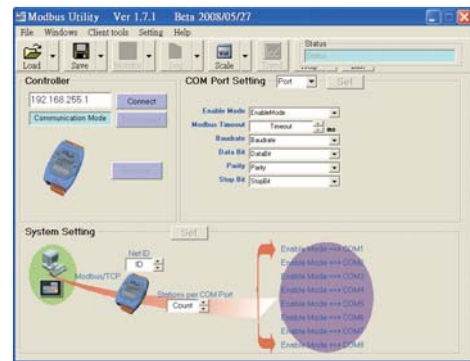 Modbus Utility Ver 1.7.1 Beta 2008/05/27
File Windows Client tools Setting Help
Load Save Scale
Status
Controller
192.168.255.1 Connect
Communication Mode
COM Port Setting Port Set
Enable Mode EnableMode
Modbus Timeout Timeout ms
Baudrate Baudrate
Data Bit DataBit
Parity Parity
Stop Bit StopBit
System Setting Set
Net ID
ID
Modbus/TCP
Stations per COM Port
Count
Enable Mode ==> COM1
Enable Mode ==> COM2
Enable Mode ==> COM3
Enable Mode ==> COM4
Enable Mode ==> COM5
Enable Mode ==> COM6
Enable Mode ==> COM7
Enable Mode ==> COM8